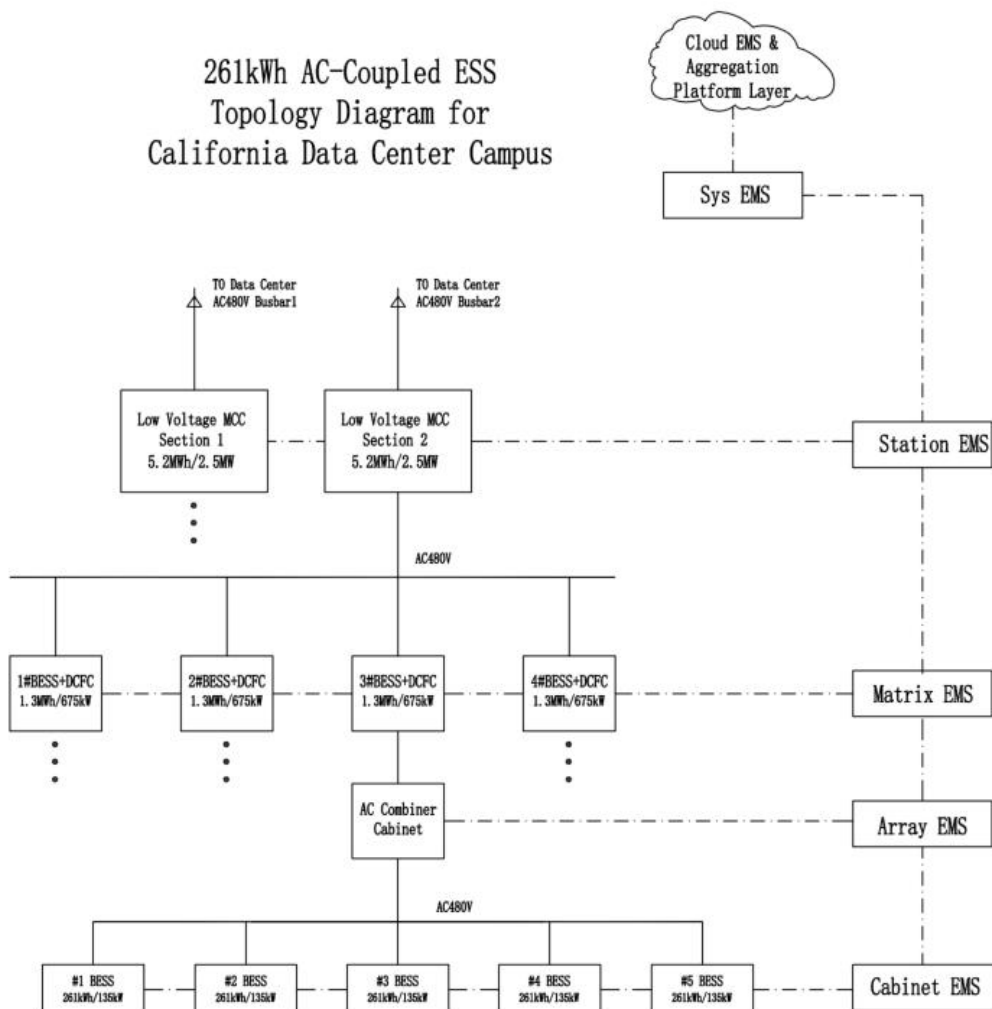 261kWh AC-Coupled ESS
Topology Diagram for
California Data Center Campus
Cloud EMS &
Aggregation
Platform Layer
Sys EMS
TO Data Center
AC480V Busbar1
TO Data Center
AC480V Busbar2
Low Voltage MCC
Section 1
5.2MWh/2.5MW
Low Voltage MCC
Section 2
5.2MWh/2.5MW
Station EMS
AC480V
1#BESS+DCFC
1.3MWh/675kW
2#BESS+DCFC
1.3MWh/675kW
3#BESS+DCFC
1.3MWh/675kW
4#BESS+DCFC
1.3MWh/675kW
Matrix EMS
AC Combiner
Cabinet
Array EMS
AC480V
#1 BESS
261kWh/135kW
#2 BESS
261kWh/135kW
#3 BESS
261kWh/135kW
#4 BESS
261kWh/135kW
#5 BESS
261kWh/135kW
Cabinet EMS